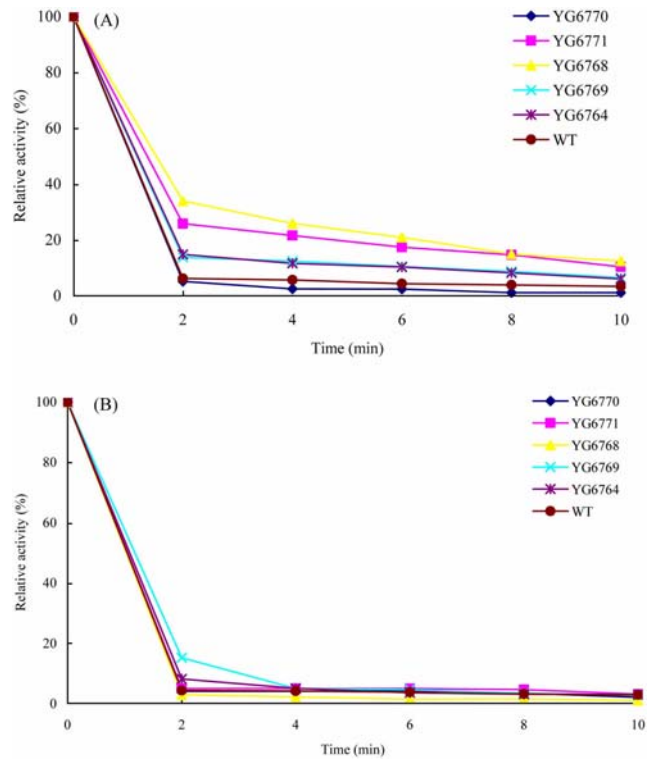 (A)
Relative activity (%)
100
80
60
40
20
0
0 2 4 6 8 10
Time (min)
YG6770
YG6771
YG6768
YG6769
YG6764
WT
(B)
Relative activity (%)
100
80
60
40
20
0
0 2 4 6 8 10
Time (min)
YG6770
YG6771
YG6768
YG6769
YG6764
WT